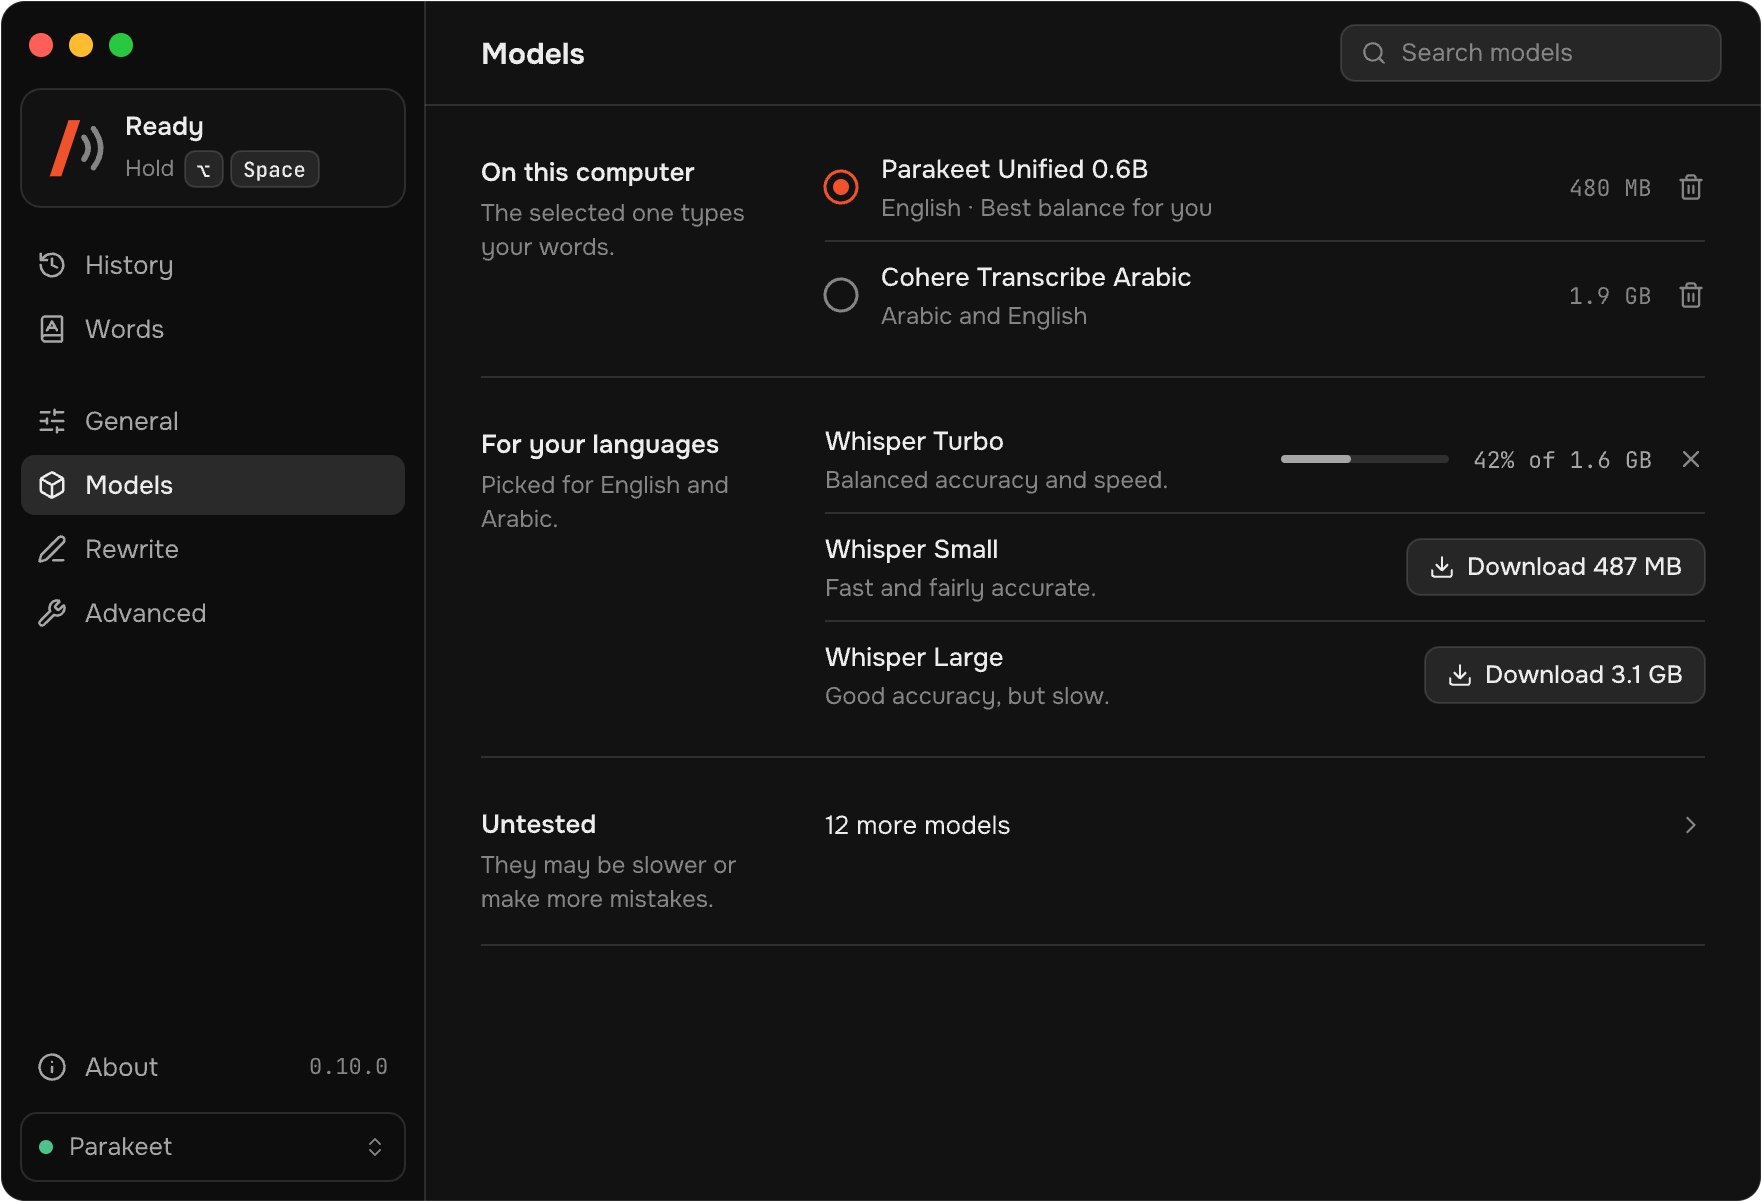 Ready
Hold ⌥ Space
History
Words
General
Models
Rewrite
Advanced
About 0.10.0
Parakeet
Models
Search models
On this computer
The selected one types
your words.
Parakeet Unified 0.6B
English · Best balance for you
480 MB
Cohere Transcribe Arabic
Arabic and English
1.9 GB
For your languages
Picked for English and
Arabic.
Whisper Turbo
Balanced accuracy and speed.
42% of 1.6 GB
Whisper Small
Fast and fairly accurate.
Download 487 MB
Whisper Large
Good accuracy, but slow.
Download 3.1 GB
Untested
They may be slower or
make more mistakes.
12 more models